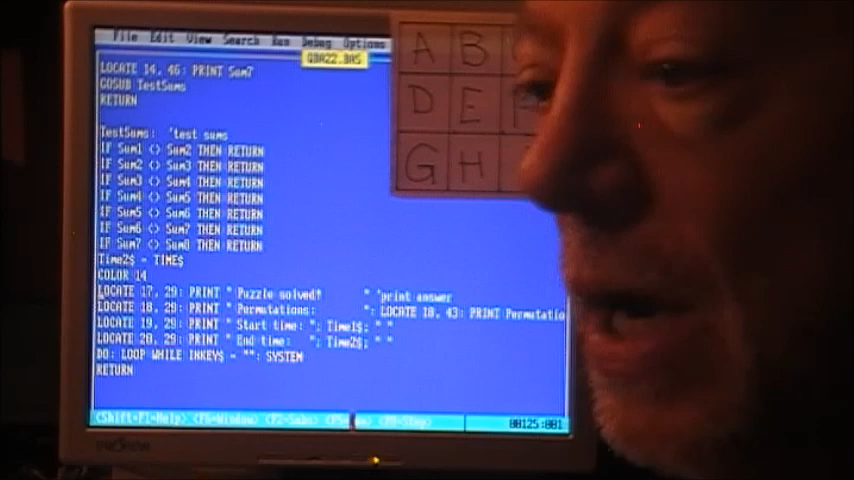 File Edit View Search Run Debug Options
QBA22.BAS
LOCATE 14, 46: PRINT Sum7
GOSUB TestSums
RETURN
TestSums: 'test sums
IF Sum1 <> Sum2 THEN RETURN
IF Sum2 <> Sum3 THEN RETURN
IF Sum3 <> Sum4 THEN RETURN
IF Sum4 <> Sum5 THEN RETURN
IF Sum5 <> Sum6 THEN RETURN
IF Sum6 <> Sum7 THEN RETURN
IF Sum7 <> Sum8 THEN RETURN
Time2$ = TIME$
COLOR 14
LOCATE 17, 29: PRINT " Puzzle solved! " 'print answer
LOCATE 18, 29: PRINT " Permutations: ": LOCATE 18, 43: PRINT Permutatio
LOCATE 19, 29: PRINT " Start time: "; Time1$; " "
LOCATE 20, 29: PRINT " End time: "; Time2$; " "
DO: LOOP WHILE INKEY$ = "": SYSTEM
RETURN
<Shift+F1=Help> <F6=Window> <F2=Subs> <F5=Run> <F8=Step> 00125:001
A B
D E
G H